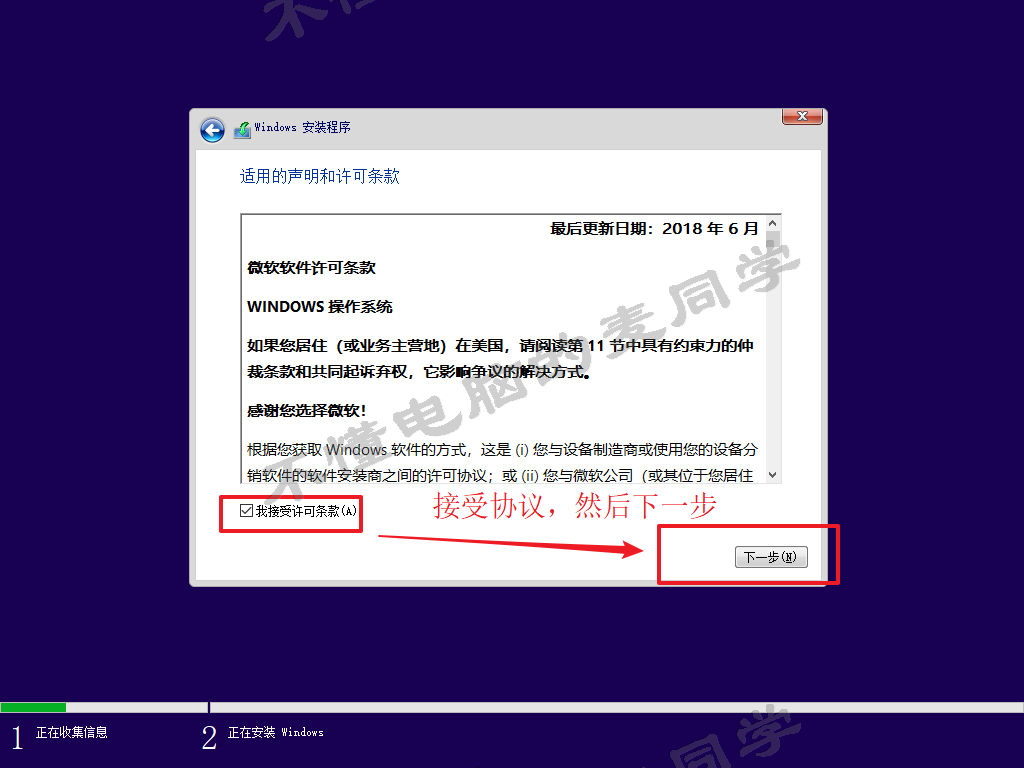 不懂
Windows 安装程序
适用的声明和许可条款
最后更新日期：2018 年 6 月
微软软件许可条款
WINDOWS 操作系统
如果您居住（或业务主营地）在美国，请阅读第 11 节中具有约束力的仲
裁条款和共同起诉弃权，它影响争议的解决方式。
感谢您选择微软！
根据您获取 Windows 软件的方式，这是 (i) 您与设备制造商或使用您的设备分
销软件的软件安装商之间的许可协议；或 (ii) 您与微软公司（或其位于您居住
不懂电脑的麦同学
我接受许可条款(A)
接受协议，然后下一步
下一步(N)
1 正在收集信息
2 正在安装 Windows
同学